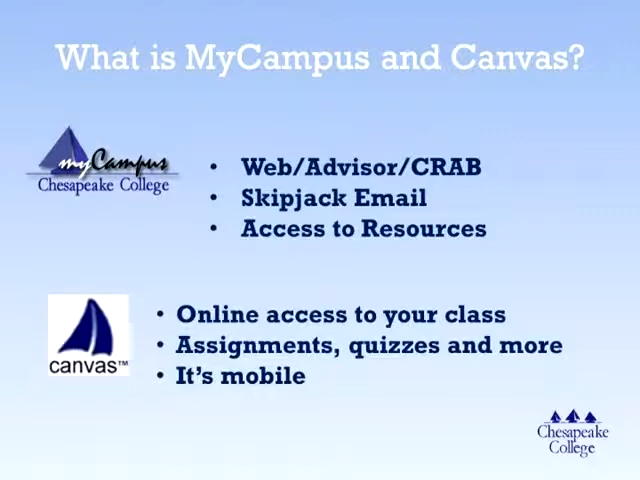 What is MyCampus and Canvas?
myCampus
Chesapeake College
• Web/Advisor/CRAB
• Skipjack Email
• Access to Resources
canvas™
• Online access to your class
• Assignments, quizzes and more
• It's mobile
Chesapeake
College